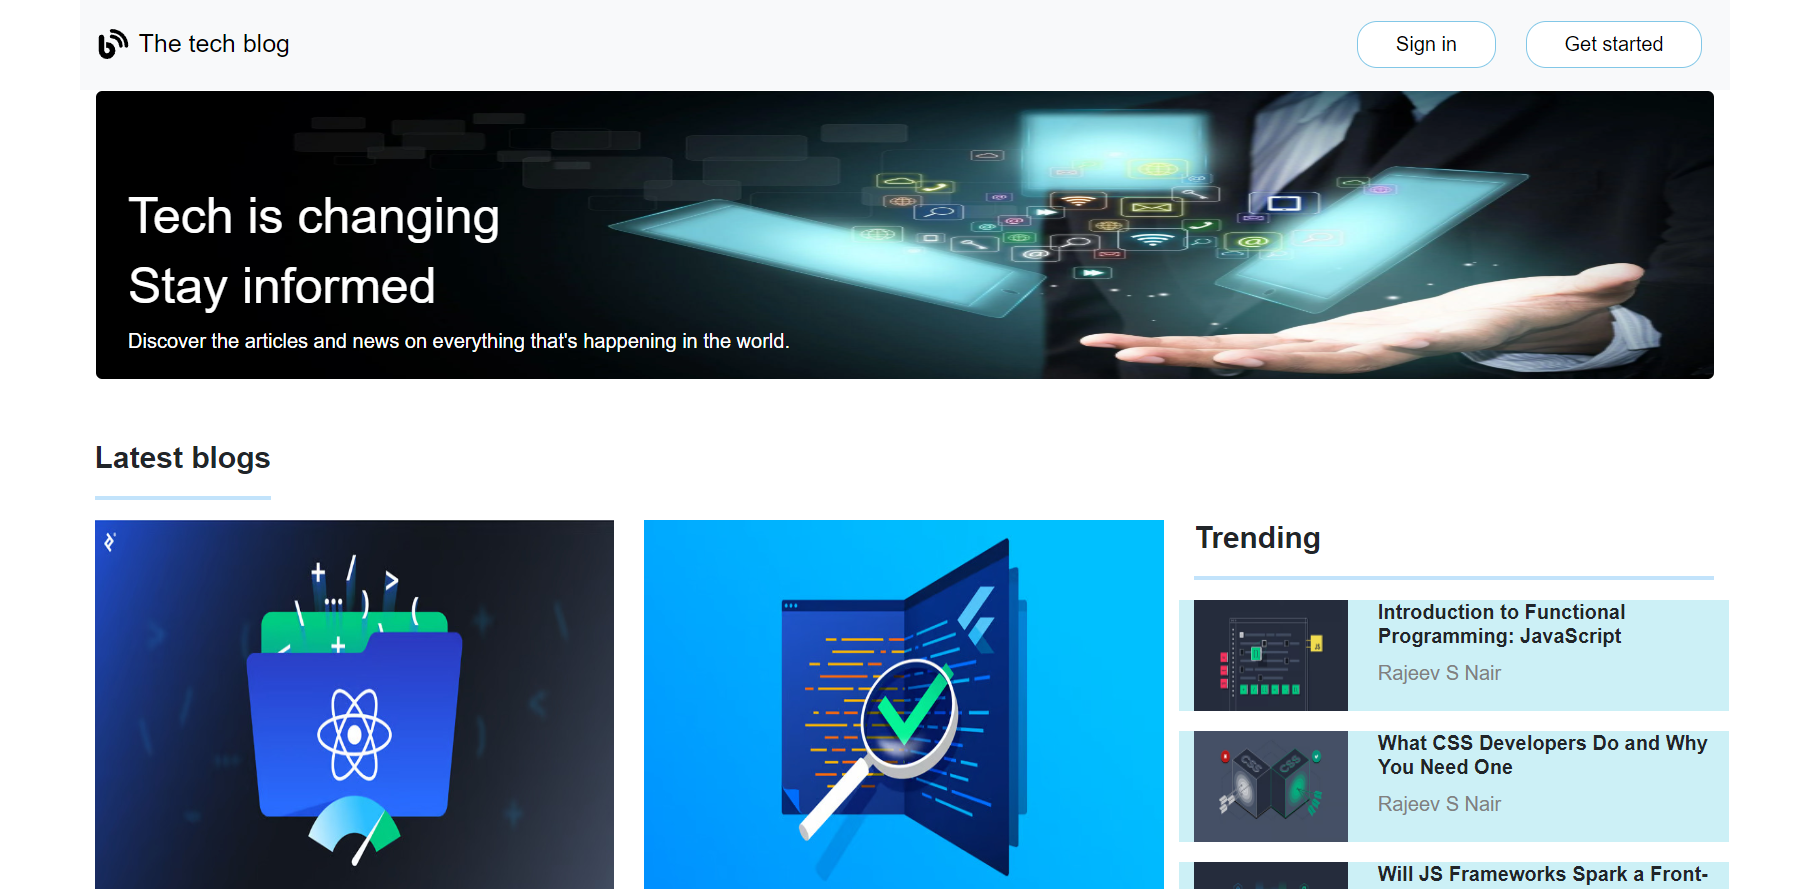 The tech blog
Sign in
Get started
Tech is changing
Stay informed
Discover the articles and news on everything that's happening in the world.
Latest blogs
Trending
Introduction to Functional
Programming: JavaScript
Rajeev S Nair
What CSS Developers Do and Why
You Need One
Rajeev S Nair
CSS
CSS
Will JS Frameworks Spark a Front-